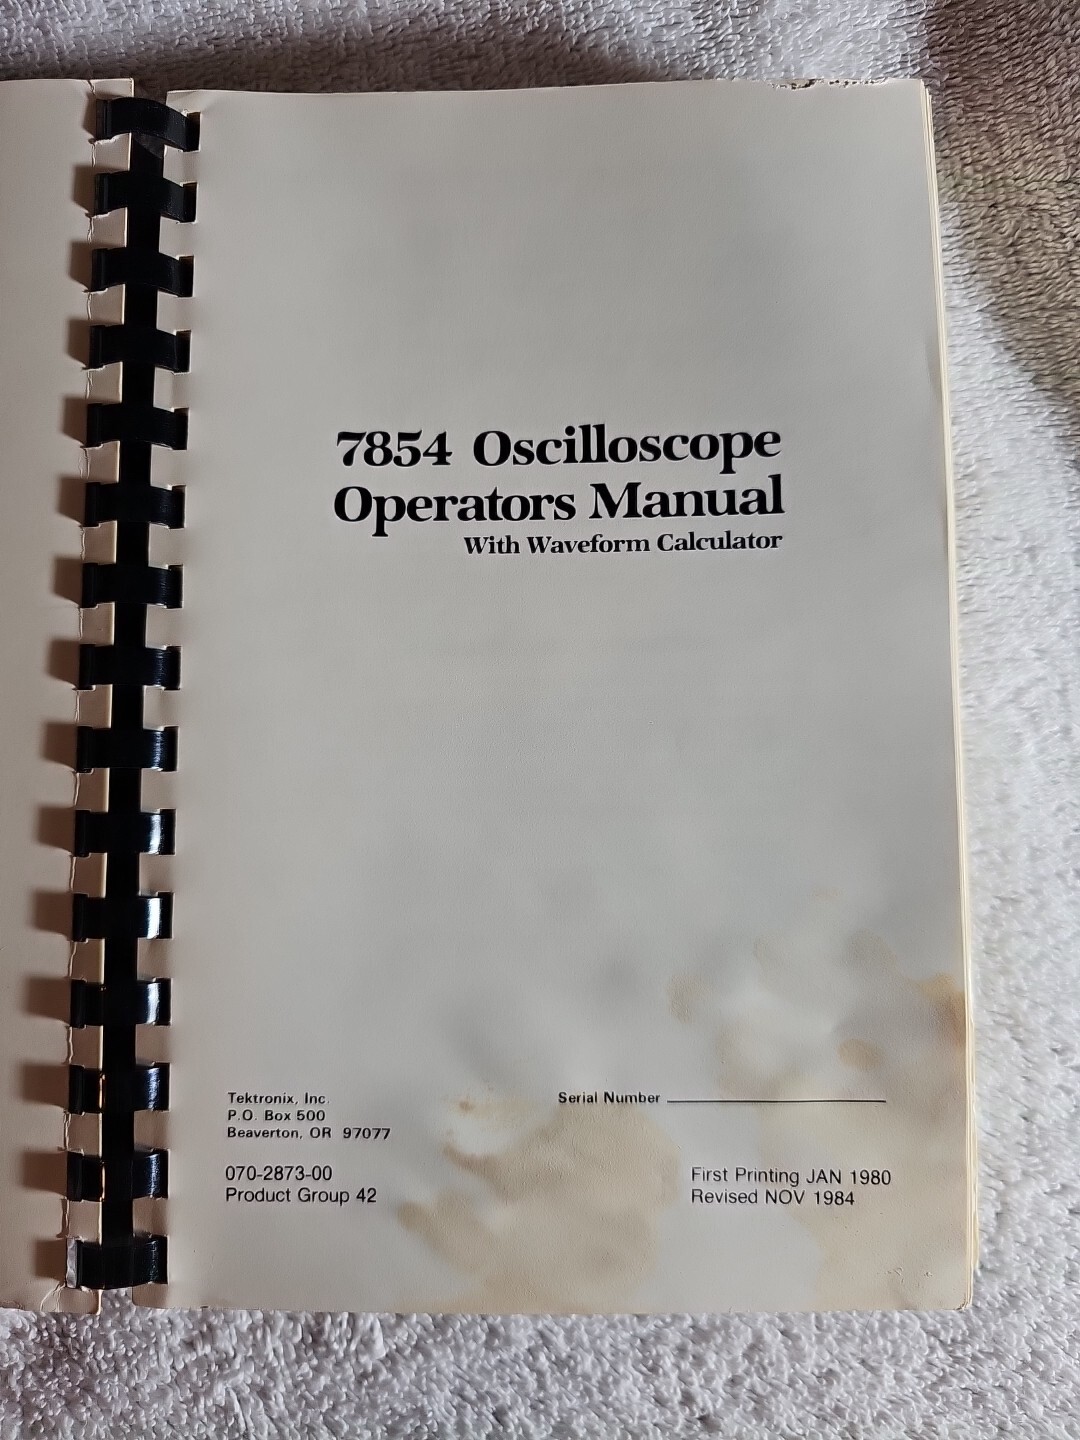 7854 Oscilloscope
Operators Manual
With Waveform Calculator
Tektronix, Inc.
P.O. Box 500
Beaverton, OR 97077
Serial Number
070-2873-00
Product Group 42
First Printing JAN 1980
Revised NOV 1984